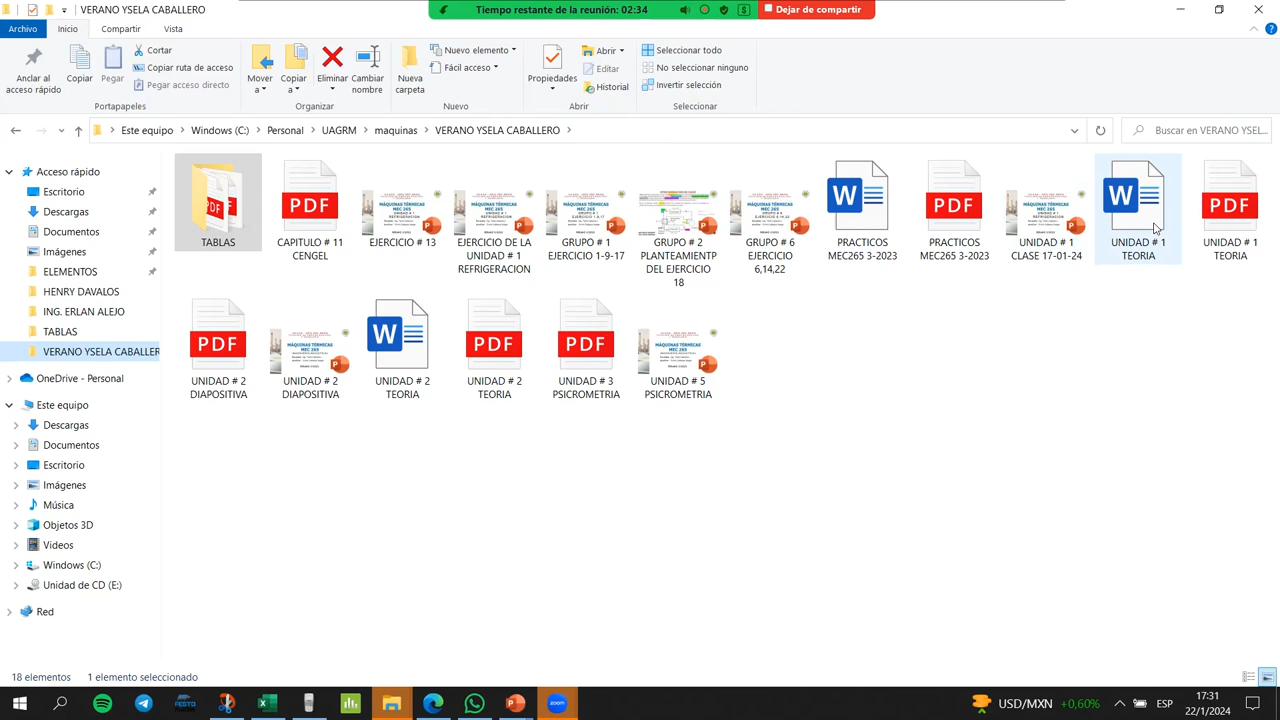 VERANO YSELA CABALLERO
Tiempo restante de la reunión: 02:34
Dejar de compartir
Archivo
Inicio
Compartir
Vista
Anclar al acceso rápido
Copiar
Pegar
Cortar
Copiar ruta de acceso
Pegar acceso directo
Portapapeles
Mover a
Copiar a
Eliminar
Cambiar nombre
Organizar
Nueva carpeta
Nuevo elemento
Fácil acceso
Nuevo
Propiedades
Abrir
Editar
Historial
Abrir
Seleccionar todo
No seleccionar ninguno
Invertir selección
Seleccionar
Este equipo
Windows (C:)
Personal
UAGRM
maquinas
VERANO YSELA CABALLERO
Buscar en VERANO YSEL...
Acceso rápido
Escritorio
Descargas
Documentos
Imágenes
ELEMENTOS
HENRY DAVALOS
ING. ERLAN ALEJO
TABLAS
VERANO YSELA CABALLER
OneDrive - Personal
Este equipo
Descargas
Documentos
Escritorio
Imágenes
Música
Objetos 3D
Videos
Windows (C:)
Unidad de CD (E:)
Red
TABLAS
CAPITULO # 11 CENGEL
EJERCICIO # 13
EJERCICIO DE LA UNIDAD # 1 REFRIGERACION
GRUPO # 1 EJERCICIO 1-9-17
GRUPO # 2 PLANTEAMIENTP DEL EJERCICIO 18
GRUPO # 6 EJERCICIO 6,14,22
PRACTICOS MEC265 3-2023
PRACTICOS MEC265 3-2023
UNIDAD # 1 CLASE 17-01-24
UNIDAD # 1 TEORIA
UNIDAD # 1 TEORIA
UNIDAD # 2 DIAPOSITIVA
UNIDAD # 2 DIAPOSITIVA
UNIDAD # 2 TEORIA
UNIDAD # 2 TEORIA
UNIDAD # 3 PSICROMETRIA
UNIDAD # 5 PSICROMETRIA
18 elementos
1 elemento seleccionado
USD/MXN +0,60%
ESP
17:31
22/1/2024